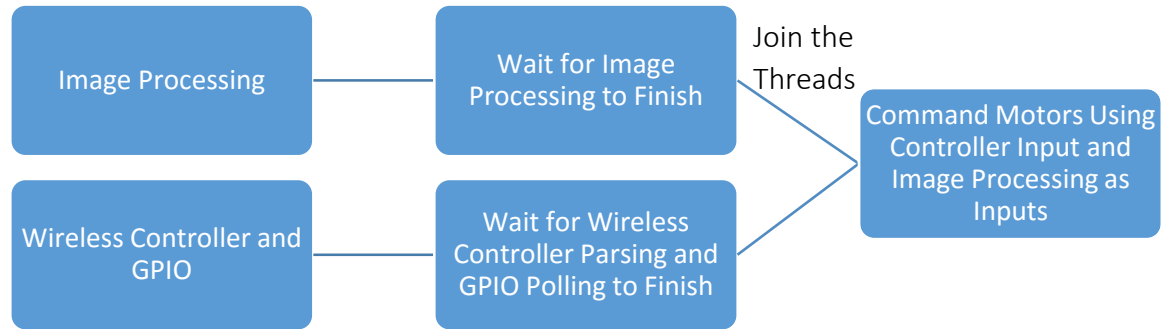 Image Processing
Wait for Image
Processing to Finish
Join the
Threads
Command Motors Using
Controller Input and
Image Processing as
Inputs
Wireless Controller and
GPIO
Wait for Wireless
Controller Parsing and
GPIO Polling to Finish